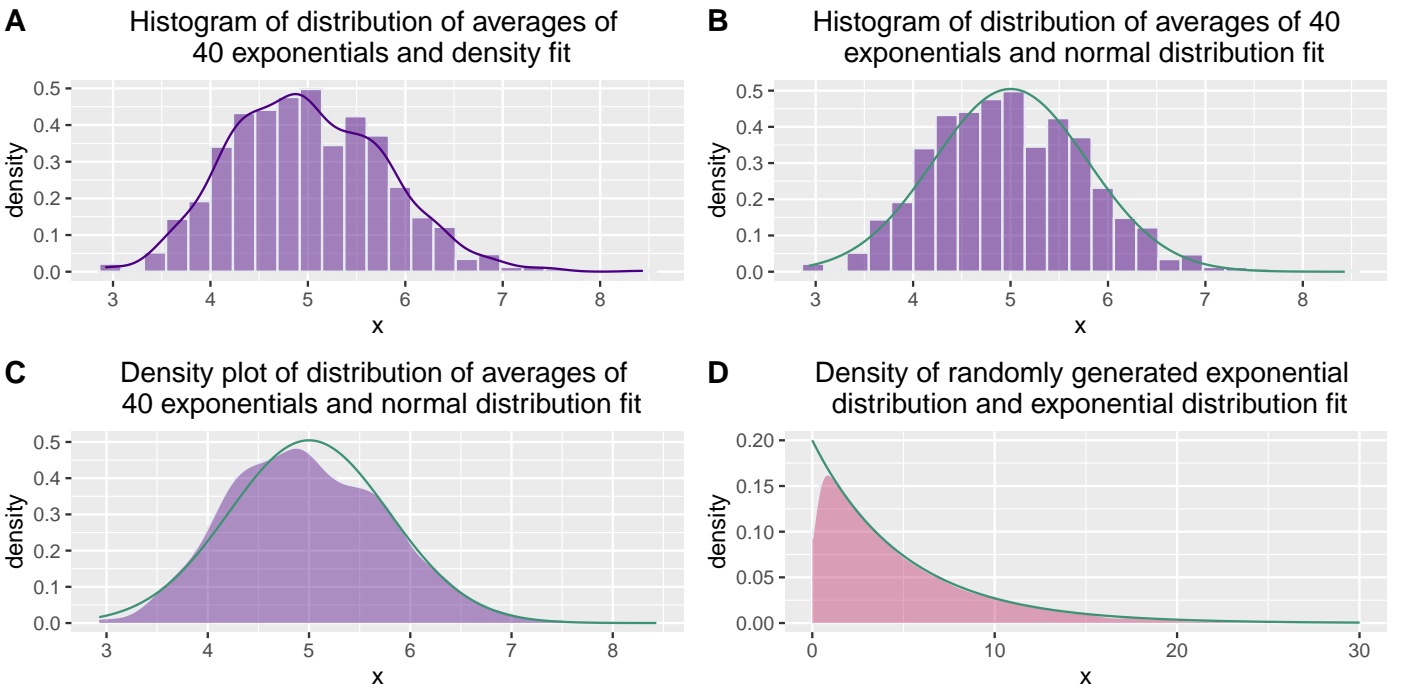 A
Histogram of distribution of averages of
40 exponentials and density fit
0.5
0.4
0.3
0.2
0.1
0.0
density
3 4 5 6 7 8
x
B
Histogram of distribution of averages of 40
exponentials and normal distribution fit
0.5
0.4
0.3
0.2
0.1
0.0
density
3 4 5 6 7 8
x
C
Density plot of distribution of averages of
40 exponentials and normal distribution fit
0.5
0.4
0.3
0.2
0.1
0.0
density
3 4 5 6 7 8
x
D
Density of randomly generated exponential
distribution and exponential distribution fit
0.20
0.15
0.10
0.05
0.00
density
0 10 20 30
x